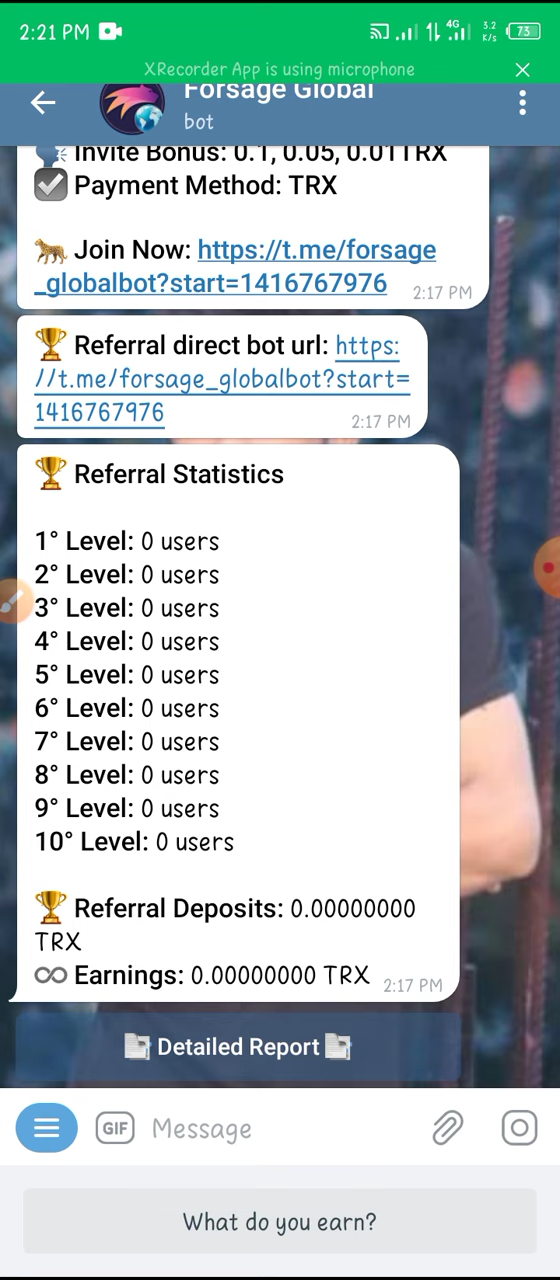 2:21 PM
4G 3.2 K/s 73
XRecorder App is using microphone
Forsage Global
bot
Invite Bonus: 0.1, 0.05, 0.01TRX
Payment Method: TRX
Join Now: https://t.me/forsage
_globalbot?start=1416767976
2:17 PM
Referral direct bot url: https:
//t.me/forsage_globalbot?start=
1416767976
2:17 PM
Referral Statistics
1° Level: 0 users
2° Level: 0 users
3° Level: 0 users
4° Level: 0 users
5° Level: 0 users
6° Level: 0 users
7° Level: 0 users
8° Level: 0 users
9° Level: 0 users
10° Level: 0 users
Referral Deposits: 0.00000000
TRX
Earnings: 0.00000000 TRX
2:17 PM
Detailed Report
GIF Message
What do you earn?